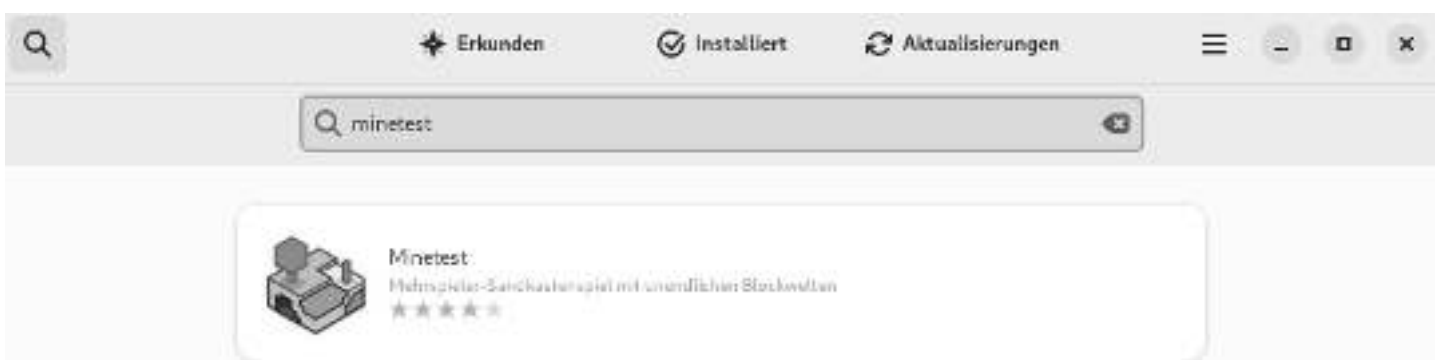 Erkunden Installiert Aktualisierungen
minetest
Minetest
Mehrspieler-Sandkastenspiel mit unendlichen Blockwelten